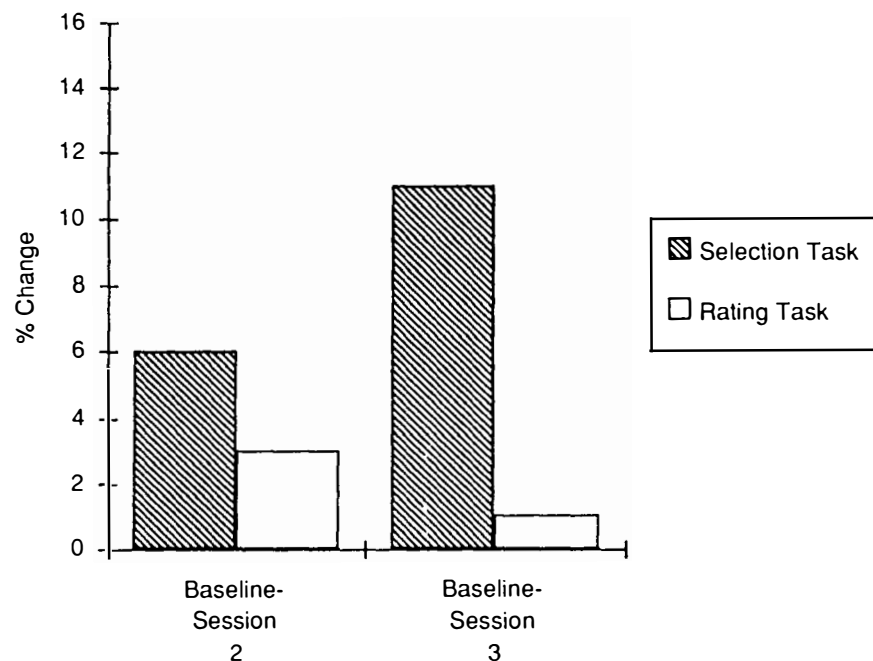 16
14
12
10
8
6
4
2
0
% Change
Baseline-
Session
2
Baseline-
Session
3
Selection Task
Rating Task